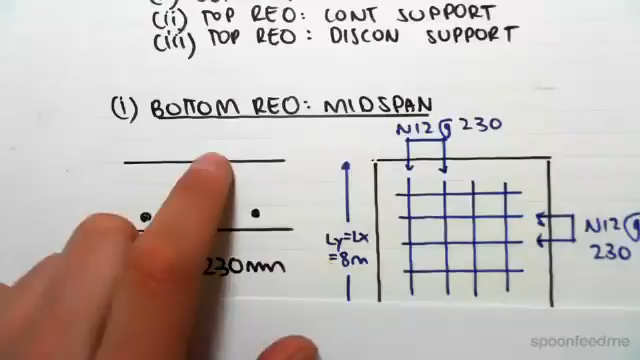 (ii) TOP REO: CONT SUPPORT
(iii) TOP REO: DISCON SUPPORT
(i) BOTTOM REO: MIDSPAN
N12 @ 230
Ly=Lx
=8m
N12 @
230
230mm
spoonfeedme